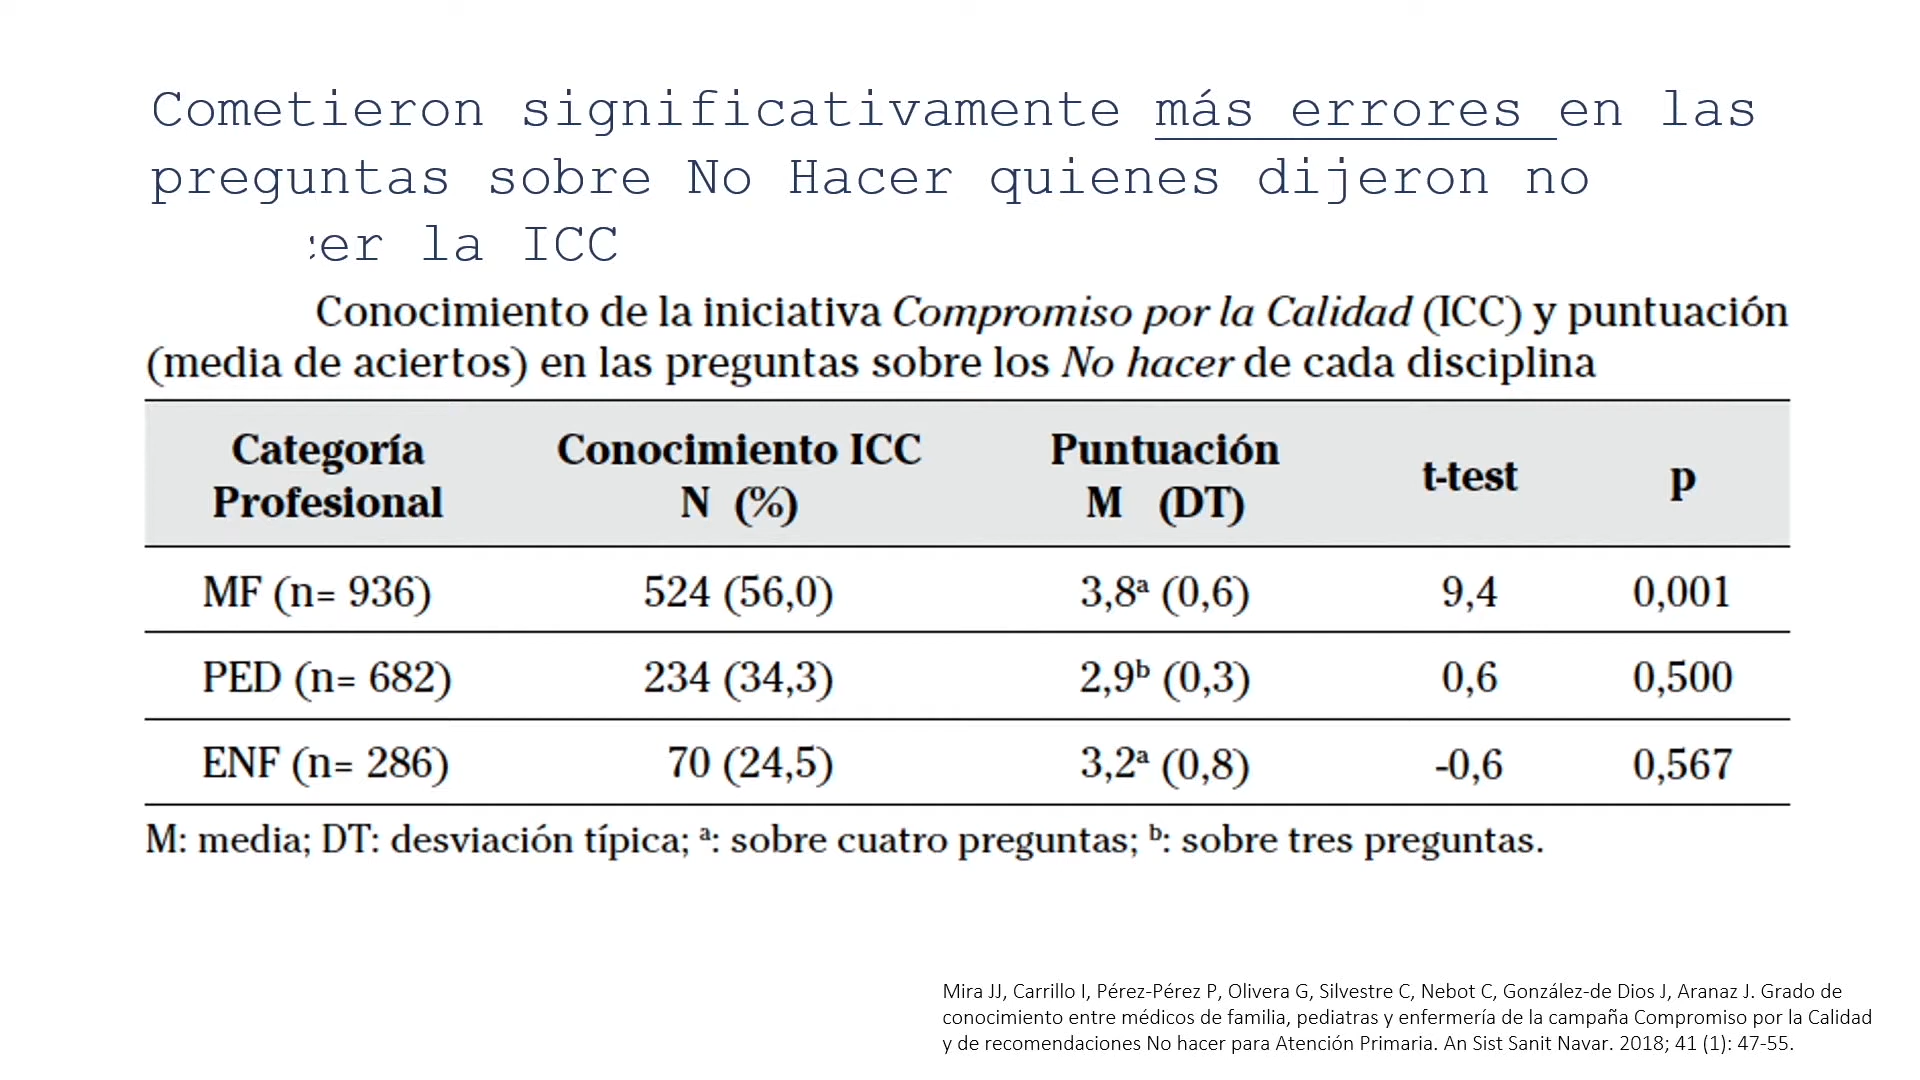 Cometieron significativamente más errores en las
preguntas sobre No Hacer quienes dijeron no
er la ICC
Conocimiento de la iniciativa Compromiso por la Calidad (ICC) y puntuación
(media de aciertos) en las preguntas sobre los No hacer de cada disciplina
Categoría Profesional Conocimiento ICC N (%) Puntuación M (DT) t-test p
MF (n= 936) 524 (56,0) 3,8ª (0,6) 9,4 0,001
PED (n= 682) 234 (34,3) 2,9ᵇ (0,3) 0,6 0,500
ENF (n= 286) 70 (24,5) 3,2ª (0,8) -0,6 0,567
M: media; DT: desviación típica; ª: sobre cuatro preguntas; ᵇ: sobre tres preguntas.
Mira JJ, Carrillo I, Pérez-Pérez P, Olivera G, Silvestre C, Nebot C, González-de Dios J, Aranaz J. Grado de
conocimiento entre médicos de familia, pediatras y enfermería de la campaña Compromiso por la Calidad
y de recomendaciones No hacer para Atención Primaria. An Sist Sanit Navar. 2018; 41 (1): 47-55.